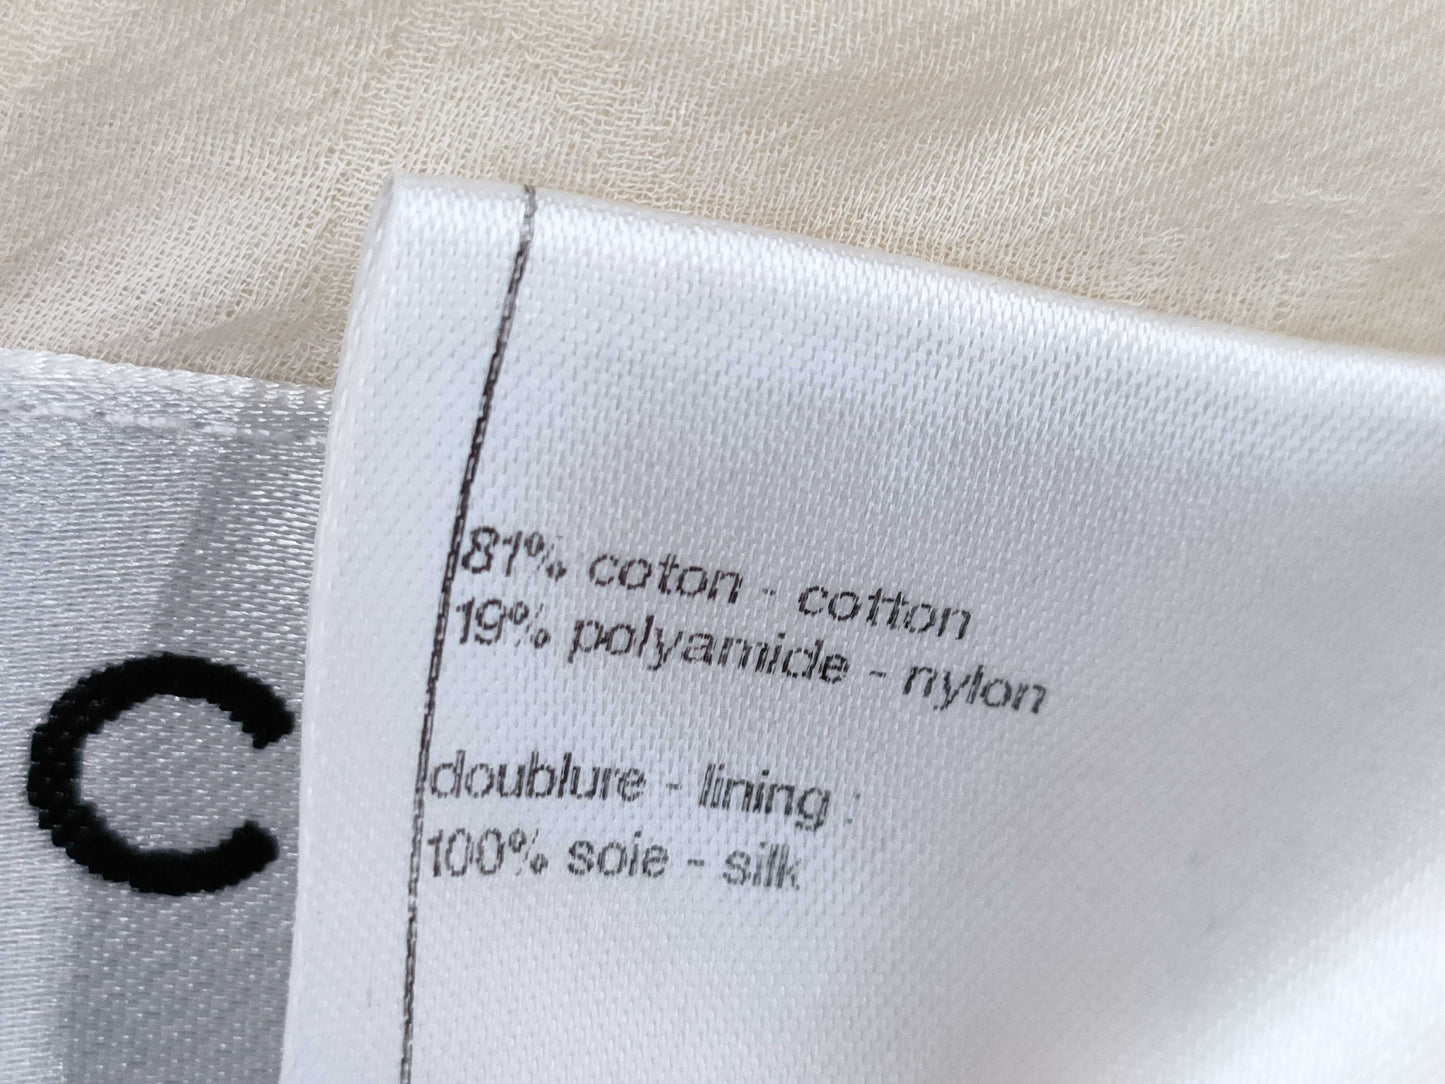 81% coton - cotton
19% polyamide - nylon
doublure - lining :
100% soie - silk
C